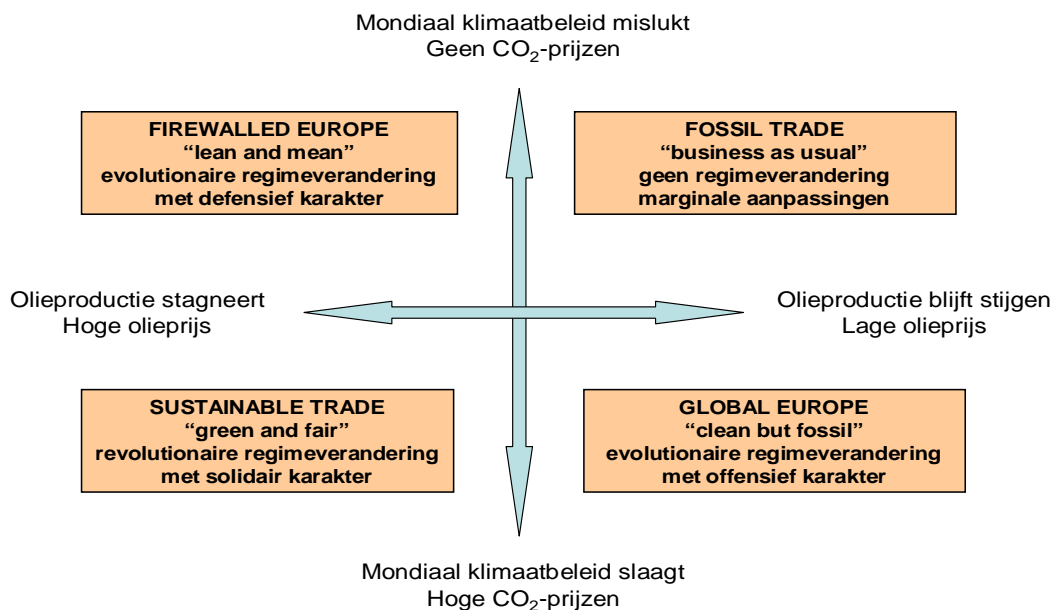 Mondiaal klimaatbeleid mislukt
Geen CO₂-prijzen
FIREWALLED EUROPE
“lean and mean”
evolutionaire regimeverandering
met defensief karakter
FOSSIL TRADE
“business as usual”
geen regimeverandering
marginale aanpassingen
Olieproductie stagneert
Hoge olieprijs
Olieproductie blijft stijgen
Lage olieprijs
SUSTAINABLE TRADE
“green and fair”
revolutionaire regimeverandering
met solidair karakter
GLOBAL EUROPE
“clean but fossil”
evolutionaire regimeverandering
met offensief karakter
Mondiaal klimaatbeleid slaagt
Hoge CO₂-prijzen